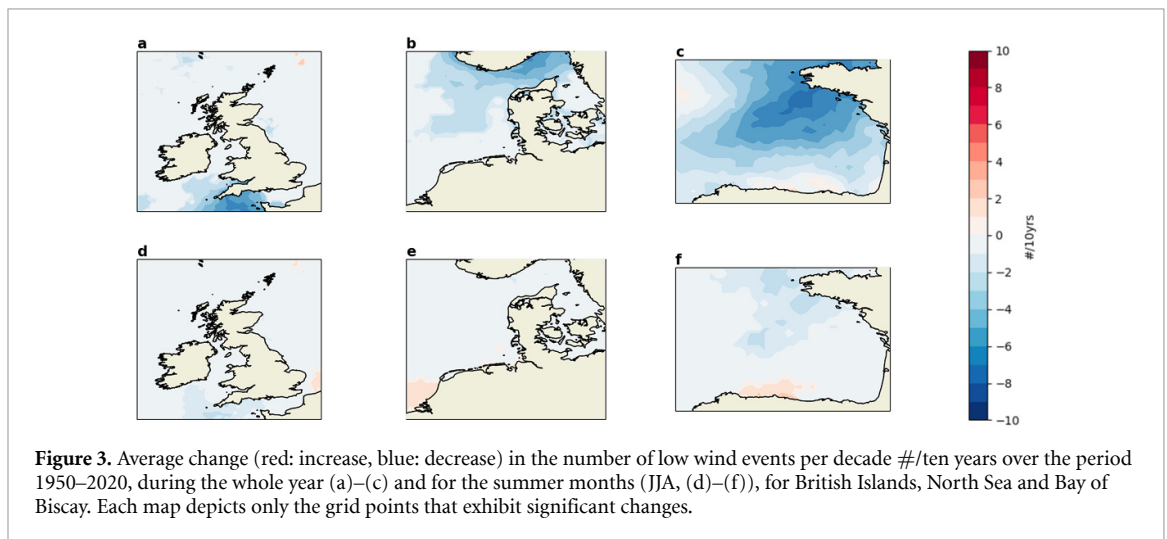 a
b
c
d
e
f
10
8
6
4
2
0
−2
−4
−6
−8
−10
#/10yrs
Figure 3. Average change (red: increase, blue: decrease) in the number of low wind events per decade #/ten years over the period
1950–2020, during the whole year (a)–(c) and for the summer months (JJA, (d)–(f)), for British Islands, North Sea and Bay of
Biscay. Each map depicts only the grid points that exhibit significant changes.